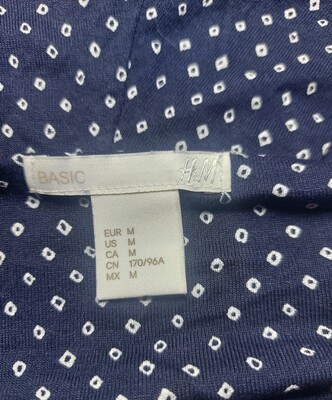 BASIC H&M
EUR M
US M
CA M
CN 170/96A
MX M